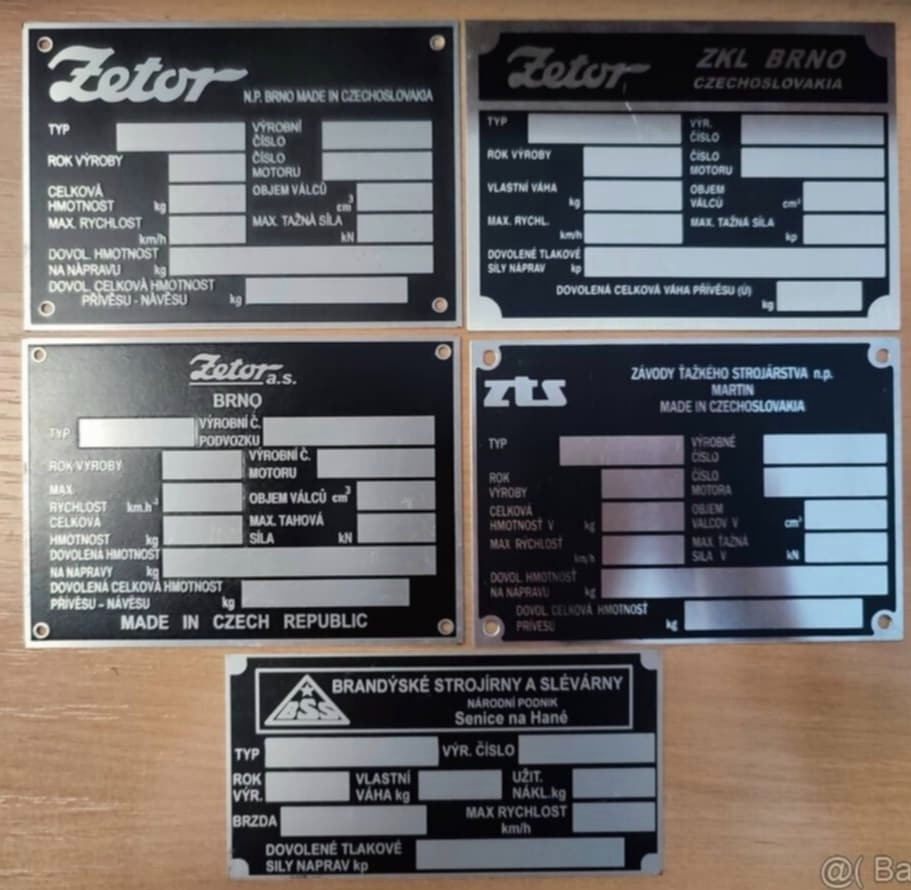 Zetor
N.P. BRNO MADE IN CZECHOSLOVAKIA
TYP
VÝROBNÍ
ČÍSLO
ROK VÝROBY
ČÍSLO
MOTORU
CELKOVÁ
HMOTNOST kg
OBJEM VÁLCŮ
cm³
MAX. RYCHLOST
km/h
MAX. TAŽNÁ SÍLA
kN
DOVOL. HMOTNOST
NA NÁPRAVU kg
DOVOL. CELKOVÁ HMOTNOST
PŘÍVĚSU - NÁVĚSU kg
Zetor ZKL BRNO
CZECHOSLOVAKIA
TYP
VÝR.
ČÍSLO
ROK VÝROBY
ČÍSLO
MOTORU
VLASTNÍ VÁHA
kg
OBJEM
VÁLCŮ cm³
MAX. RYCHL.
km/h
MAX. TAŽNÁ SÍLA
kp
DOVOLENÉ TLAKOVÉ
SÍLY NÁPRAV kp
DOVOLENÁ CELKOVÁ VÁHA PŘÍVĚSU (Ú)
kg
Zetor a.s.
BRNO
TYP
VÝROBNÍ Č.
PODVOZKU
ROK VÝROBY
VÝROBNÍ Č.
MOTORU
MAX
RYCHLOST km.h⁻¹
OBJEM VÁLCŮ cm³
CELKOVÁ
HMOTNOST kg
MAX. TAHOVÁ
SÍLA kN
DOVOLENÁ HMOTNOST
NA NÁPRAVY kg
DOVOLENÁ CELKOVÁ HMOTNOST
PŘÍVĚSU - NÁVĚSU kg
MADE IN CZECH REPUBLIC
zts
ZÁVODY ŤAŽKÉHO STROJÁRSTVA n.p.
MARTIN
MADE IN CZECHOSLOVAKIA
TYP
VÝROBNÉ
ČÍSLO
ROK
VÝROBY
ČÍSLO
MOTORA
CELKOVÁ
HMOTNOSŤ V kg
OBJEM
VALCOV V cm³
MAX RÝCHLOSŤ
km/h
MAX ŤAŽNÁ
SILA V kN
DOVOL HMOTNOSŤ
NA NÁPRAVU kg
DOVOL. CELKOVÁ HMOTNOSŤ
PRÍVESU kg
BSS
BRANDÝSKÉ STROJÍRNY A SLÉVÁRNY
NÁRODNÍ PODNIK
Senice na Hané
TYP
VÝR. ČÍSLO
ROK
VÝR.
VLASTNÍ
VÁHA kg
UŽIT.
NÁKL.kg
BRZDA
MAX RYCHLOST
km/h
DOVOLENÉ TLAKOVÉ
SILY NAPRAV kp
@( Ba